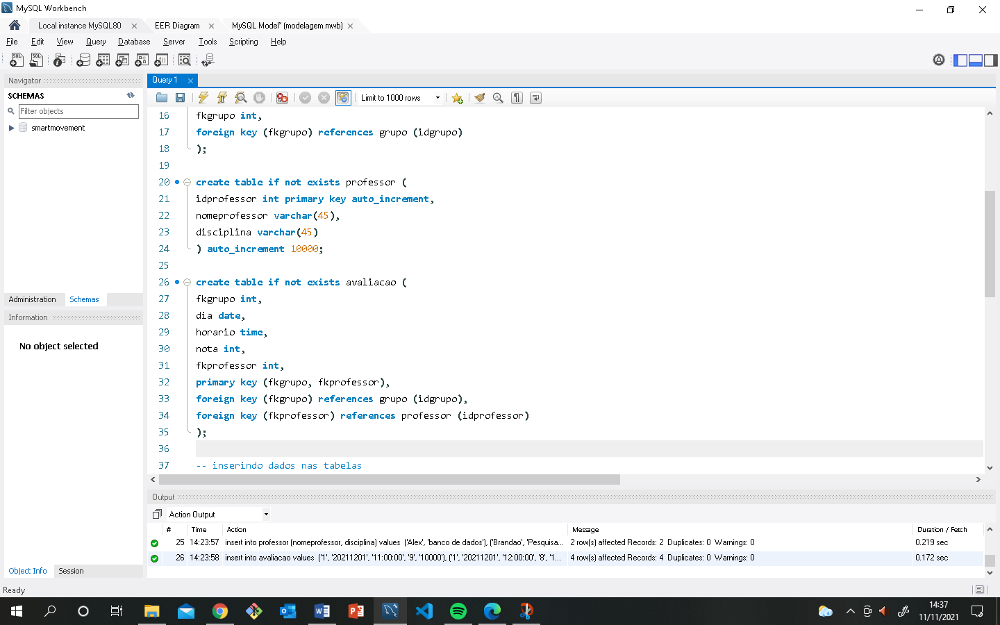 MySQL Workbench
Local instance MySQL80
EER Diagram
MySQL Model* (modelagem.mwb)
File Edit View Query Database Server Tools Scripting Help
Navigator
SCHEMAS
Filter objects
smartmovement
Administration Schemas
Information
No object selected
Object Info Session
Query 1
Limit to 1000 rows
16 fkgrupo int,
17 foreign key (fkgrupo) references grupo (idgrupo)
18 );
19
20 create table if not exists professor (
21 idprofessor int primary key auto_increment,
22 nomeprofessor varchar(45),
23 disciplina varchar(45)
24 ) auto_increment 10000;
25
26 create table if not exists avaliacao (
27 fkgrupo int,
28 dia date,
29 horario time,
30 nota int,
31 fkprofessor int,
32 primary key (fkgrupo, fkprofessor),
33 foreign key (fkgrupo) references grupo (idgrupo),
34 foreign key (fkprofessor) references professor (idprofessor)
35 );
36
37 -- inserindo dados nas tabelas
Output
Action Output
# Time Action Message Duration / Fetch
25 14:23:57 insert into professor (nomeprofessor, disciplina) values ('Alex', 'banco de dados'), ('Brandao', 'Pesquisa... 2 row(s) affected Records: 2 Duplicates: 0 Warnings: 0 0.219 sec
26 14:23:58 insert into avaliacao values ('1', '20211201', '11:00:00', '9', '10000'), ('1', '20211201', '12:00:00', '8', '1... 4 row(s) affected Records: 4 Duplicates: 0 Warnings: 0 0.172 sec
Ready
14:37
11/11/2021